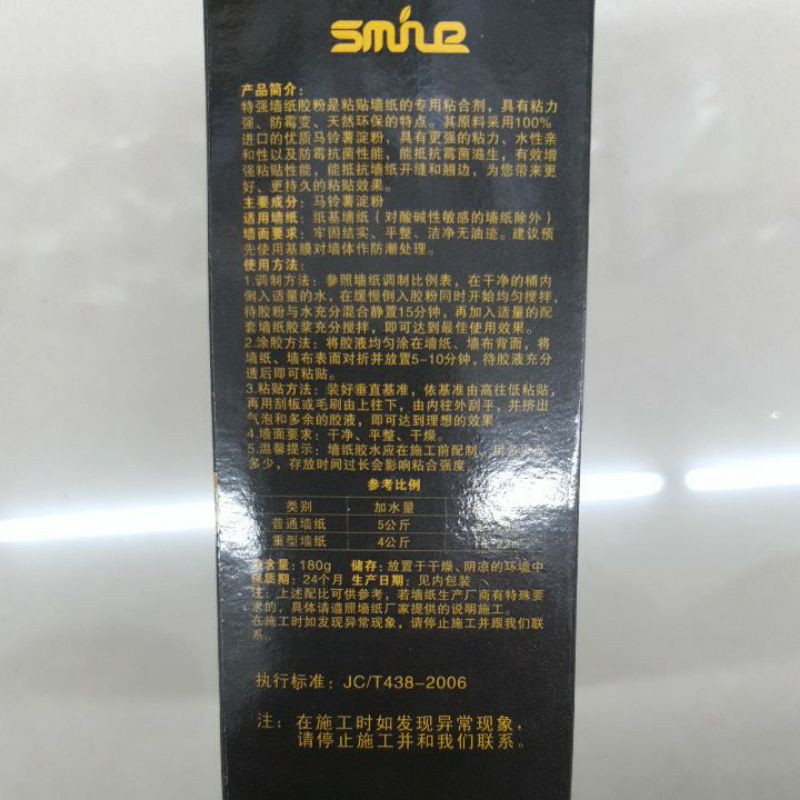 SMILE
产品简介：
特强墙纸胶粉是粘贴墙纸的专用粘合剂，具有粘力
强、防霉变、天然环保的特点。其原料采用100%
进口的优质马铃薯淀粉，具有更强的粘力、水性亲
和性以及防霉抗菌性能，能抵抗霉菌滋生，有效增
强粘贴性能，能抵抗墙纸开缝和翘边，为您带来更
好、更持久的粘贴效果。
主要成分：马铃薯淀粉
适用墙纸：纸基墙纸（对酸碱性敏感的墙纸除外）
墙面要求：牢固结实、平整、洁净无油迹。建议预
先使用基膜对墙体作防潮处理。
使用方法：
1.调制方法：参照墙纸调制比例表，在干净的桶内
倒入适量的水，在缓慢倒入胶粉同时开始均匀搅拌，
待胶粉与水充分混合静置15分钟，再加入适量的配
套墙纸胶浆充分搅拌，即可达到最佳使用效果。
2.涂胶方法：将胶液均匀涂在墙纸、墙布背面，将
墙纸、墙布表面对折并放置5-10分钟，待胶液充分
透后即可粘贴。
3.粘贴方法：装好垂直基准，依基准由高往低粘贴，
再用刮板或毛刷由上往下，由内往外刮平，并挤出
气泡和多余的胶液，即可达到理想的效果
4.墙面要求：干净、平整、干燥。
5.温馨提示：墙纸胶水应在施工前配制，
多少，存放时间过长会影响粘合强度
参考比例
类别 加水量
普通墙纸 5公斤
重型墙纸 4公斤
净含量：180g 储存：放置于干燥、阴凉的环境中
保质期：24个月 生产日期：见内包装
注：上述配比可供参考，若墙纸生产厂商有特殊要
求的，具体请遵照墙纸厂家提供的说明施工。
在施工时如发现异常现象，请停止施工并跟我们联
系。
执行标准：JC/T438-2006
注：在施工时如发现异常现象，
请停止施工并和我们联系。